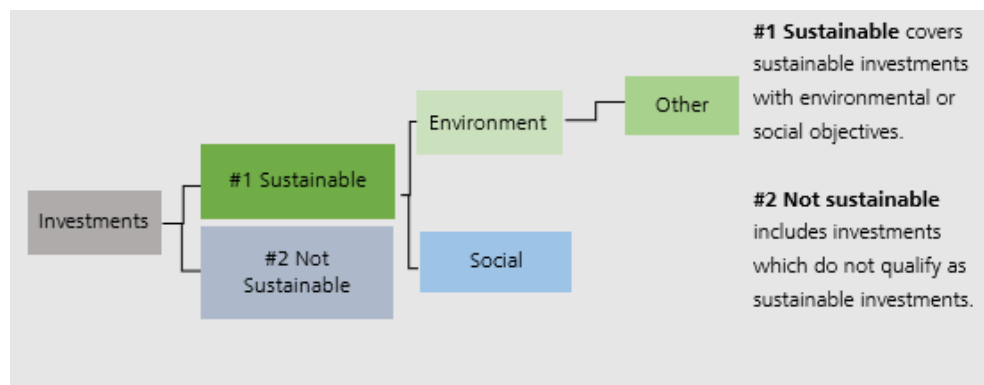 Investments
#1 Sustainable
#2 Not
Sustainable
Environment
Social
Other
#1 Sustainable covers
sustainable investments
with environmental or
social objectives.
#2 Not sustainable
includes investments
which do not qualify as
sustainable investments.